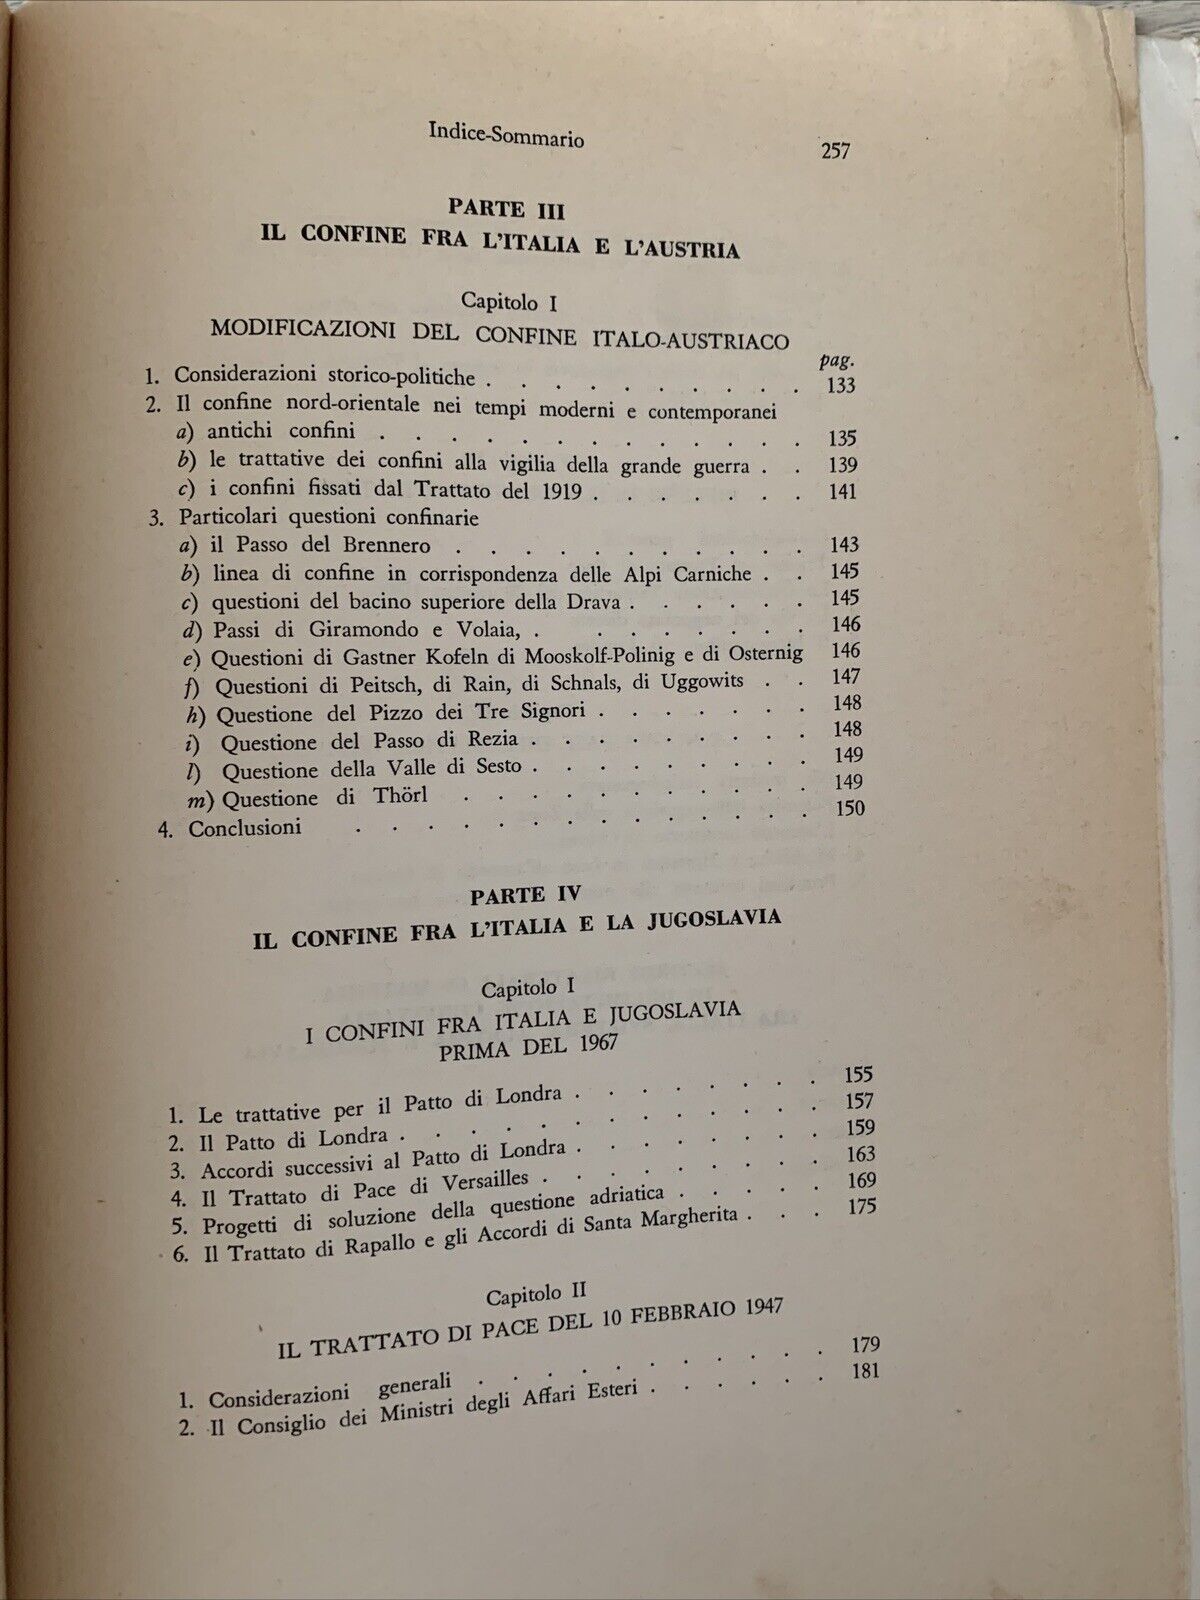 Indice-Sommario 257
PARTE III
IL CONFINE FRA L'ITALIA E L'AUSTRIA
Capitolo I
MODIFICAZIONI DEL CONFINE ITALO-AUSTRIACO
pag.
1. Considerazioni storico-politiche . . . . . . . . . . 133
2. Il confine nord-orientale nei tempi moderni e contemporanei
a) antichi confini . . . . . . . . . . . . . 135
b) le trattative dei confini alla vigilia della grande guerra . . 139
c) i confini fissati dal Trattato del 1919 . . . . . . . 141
3. Particolari questioni confinarie
a) il Passo del Brennero . . . . . . . . . . . 143
b) linea di confine in corrispondenza delle Alpi Carniche . . 145
c) questioni del bacino superiore della Drava . . . . . . 145
d) Passi di Giramondo e Volaia, . . . . . . . . 146
e) Questioni di Gastner Kofeln di Mooskolf-Polinig e di Osternig 146
f) Questioni di Peitsch, di Rain, di Schnals, di Uggowits . . 147
h) Questione del Pizzo dei Tre Signori . . . . . . . 148
i) Questione del Passo di Rezia . . . . . . . . . 148
l) Questione della Valle di Sesto . . . . . . . . . 149
m) Questione di Thörl . . . . . . . . . . . 149
4. Conclusioni . . . . . . . . . . . . . . 150
PARTE IV
IL CONFINE FRA L'ITALIA E LA JUGOSLAVIA
Capitolo I
I CONFINI FRA ITALIA E JUGOSLAVIA
PRIMA DEL 1967
1. Le trattative per il Patto di Londra . . . . . . . . 155
2. Il Patto di Londra . . . . . . . . . . . . . 157
3. Accordi successivi al Patto di Londra . . . . . . . . 159
4. Il Trattato di Pace di Versailles . . . . . . . . . 163
5. Progetti di soluzione della questione adriatica . . . . . 169
6. Il Trattato di Rapallo e gli Accordi di Santa Margherita . . . 175
Capitolo II
IL TRATTATO DI PACE DEL 10 FEBBRAIO 1947
1. Considerazioni generali . . . . . . . . . . . 179
2. Il Consiglio dei Ministri degli Affari Esteri . . . . . . 181